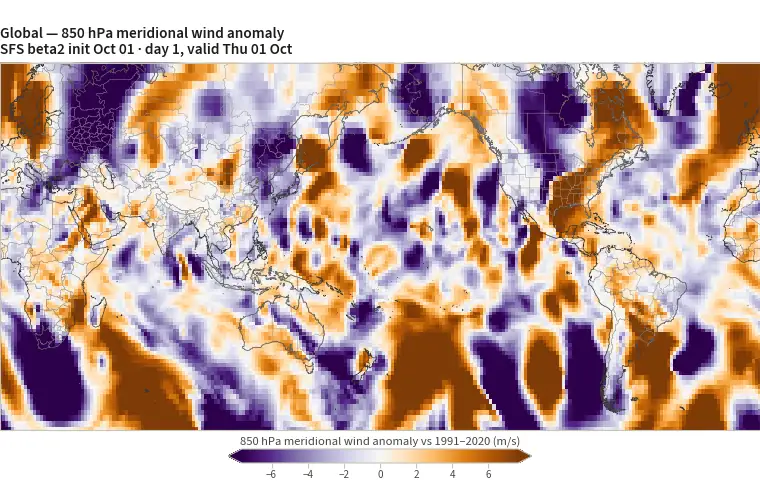 Global — 850 hPa meridional wind anomaly
SFS beta2 init Oct 01 · day 1, valid Thu 01 Oct
850 hPa meridional wind anomaly vs 1991–2020 (m/s)
−6 −4 −2 0 2 4 6